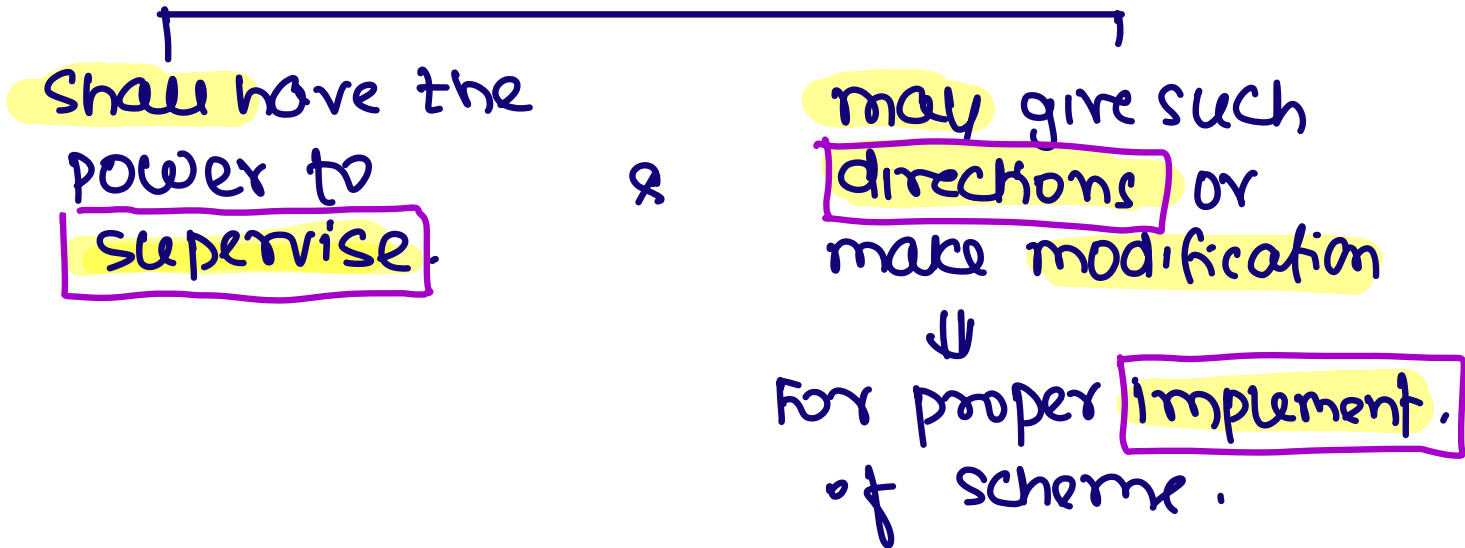 Shall have the
power to
supervise.
&
may give such
directions or
make modification
⇓
For proper implement.
of scheme.